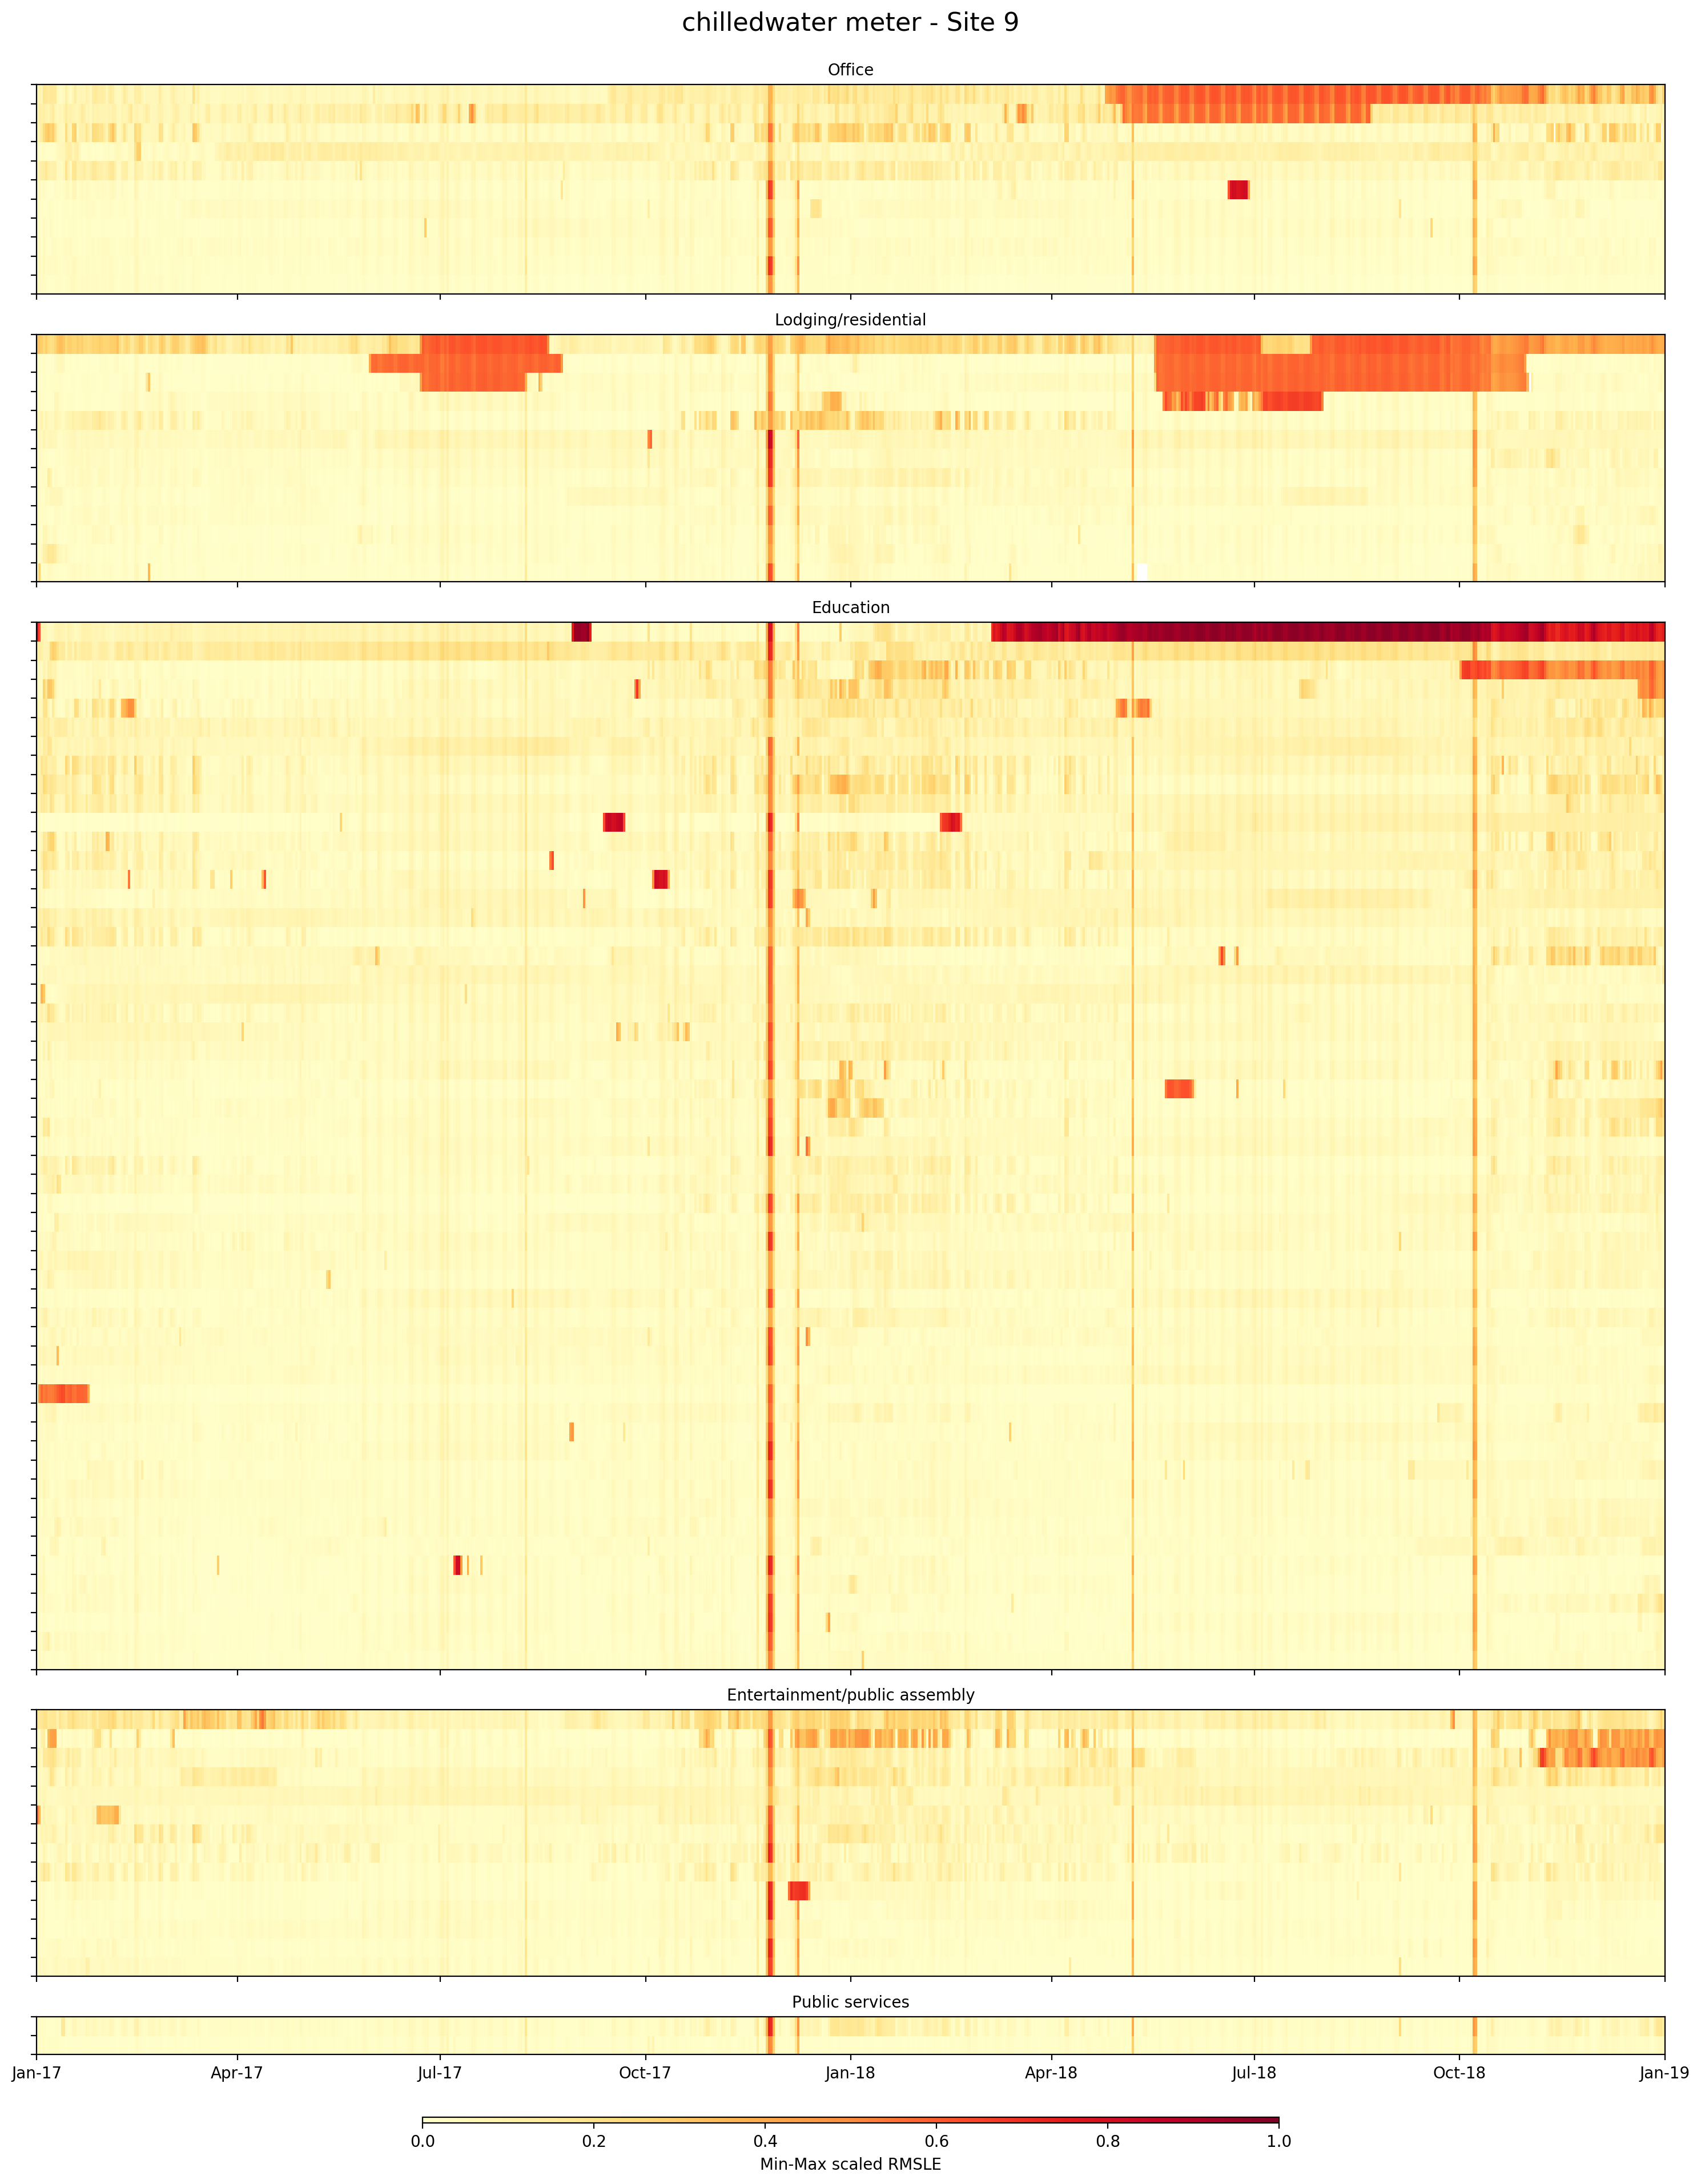 chilledwater meter - Site 9
Office
Lodging/residential
Education
Entertainment/public assembly
Public services
Jan-17 Apr-17 Jul-17 Oct-17 Jan-18 Apr-18 Jul-18 Oct-18 Jan-19
0.0 0.2 0.4 0.6 0.8 1.0
Min-Max scaled RMSLE